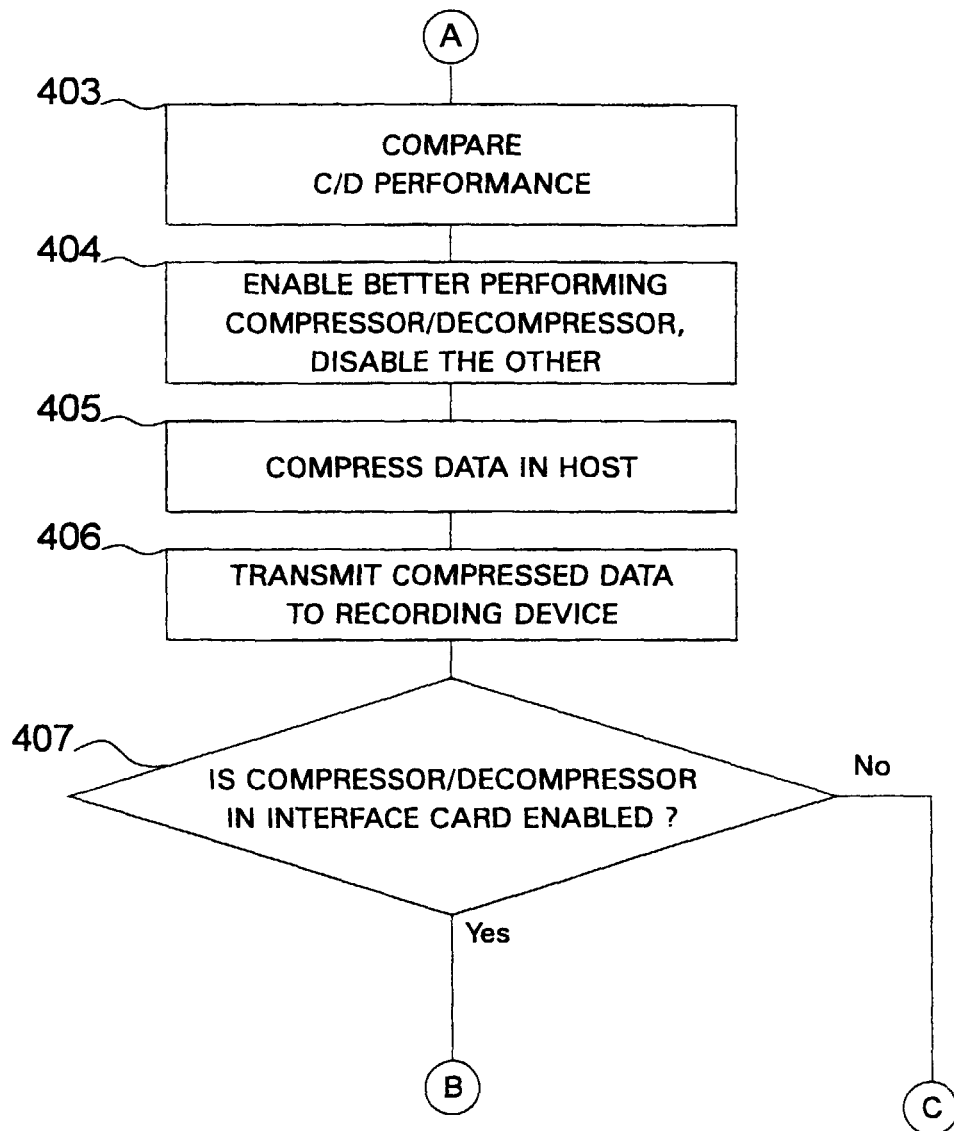 A
403
COMPARE
C/D PERFORMANCE
404
ENABLE BETTER PERFORMING
COMPRESSOR/DECOMPRESSOR,
DISABLE THE OTHER
405
COMPRESS DATA IN HOST
406
TRANSMIT COMPRESSED DATA
TO RECORDING DEVICE
407
IS COMPRESSOR/DECOMPRESSOR
IN INTERFACE CARD ENABLED ?
No
Yes
B
C